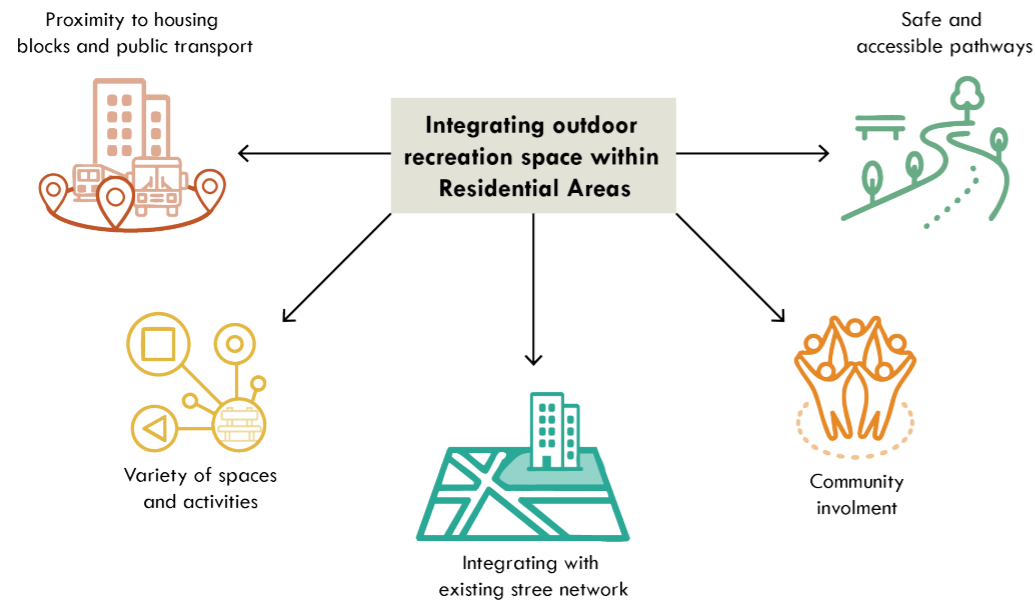 Proximity to housing
blocks and public transport
Safe and
accessible pathways
Integrating outdoor
recreation space within
Residential Areas
Variety of spaces
and activities
Community
involment
Integrating with
existing stree network